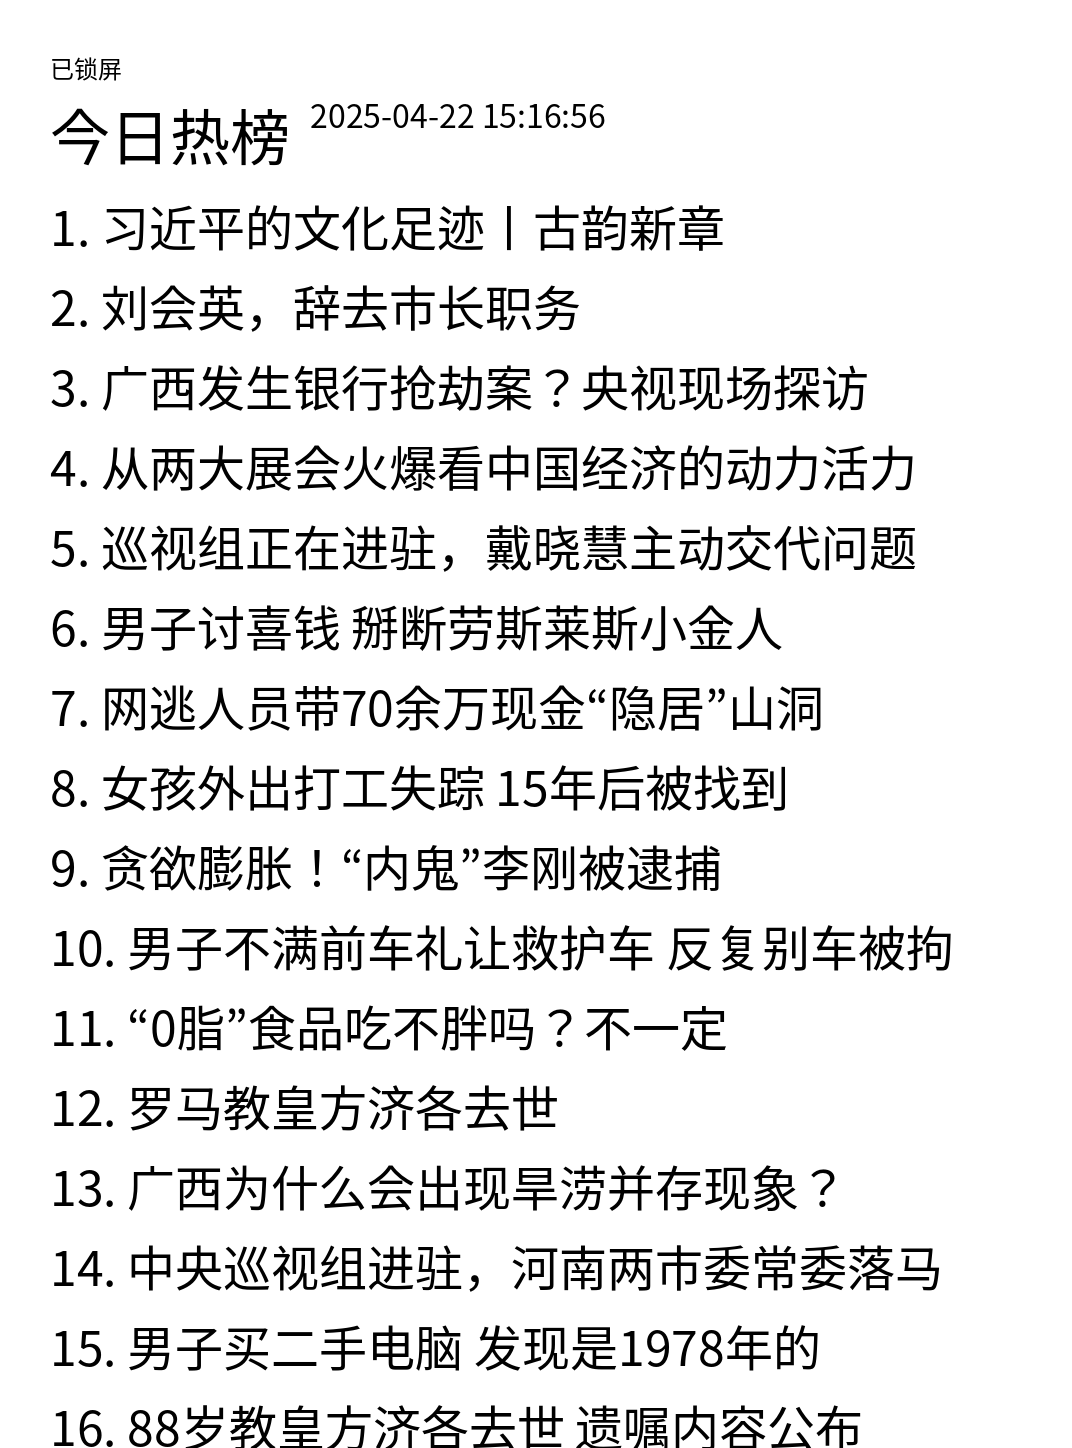 已锁屏
今日热榜 2025-04-22 15:16:56
1. 习近平的文化足迹丨古韵新章
2. 刘会英，辞去市长职务
3. 广西发生银行抢劫案？央视现场探访
4. 从两大展会火爆看中国经济的动力活力
5. 巡视组正在进驻，戴晓慧主动交代问题
6. 男子讨喜钱 掰断劳斯莱斯小金人
7. 网逃人员带70余万现金“隐居”山洞
8. 女孩外出打工失踪 15年后被找到
9. 贪欲膨胀！“内鬼”李刚被逮捕
10. 男子不满前车礼让救护车 反复别车被拘
11. “0脂”食品吃不胖吗？不一定
12. 罗马教皇方济各去世
13. 广西为什么会出现旱涝并存现象？
14. 中央巡视组进驻，河南两市委常委落马
15. 男子买二手电脑 发现是1978年的
16. 88岁教皇方济各去世 遗嘱内容公布